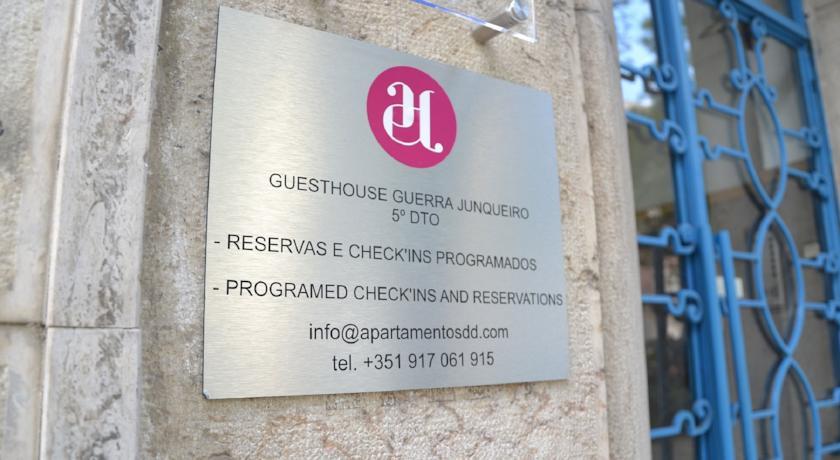 GUESTHOUSE GUERRA JUNQUEIRO
5º DTO
- RESERVAS E CHECK'INS PROGRAMADOS
- PROGRAMED CHECK'INS AND RESERVATIONS
info@apartamentosdd.com
tel. +351 917 061 915